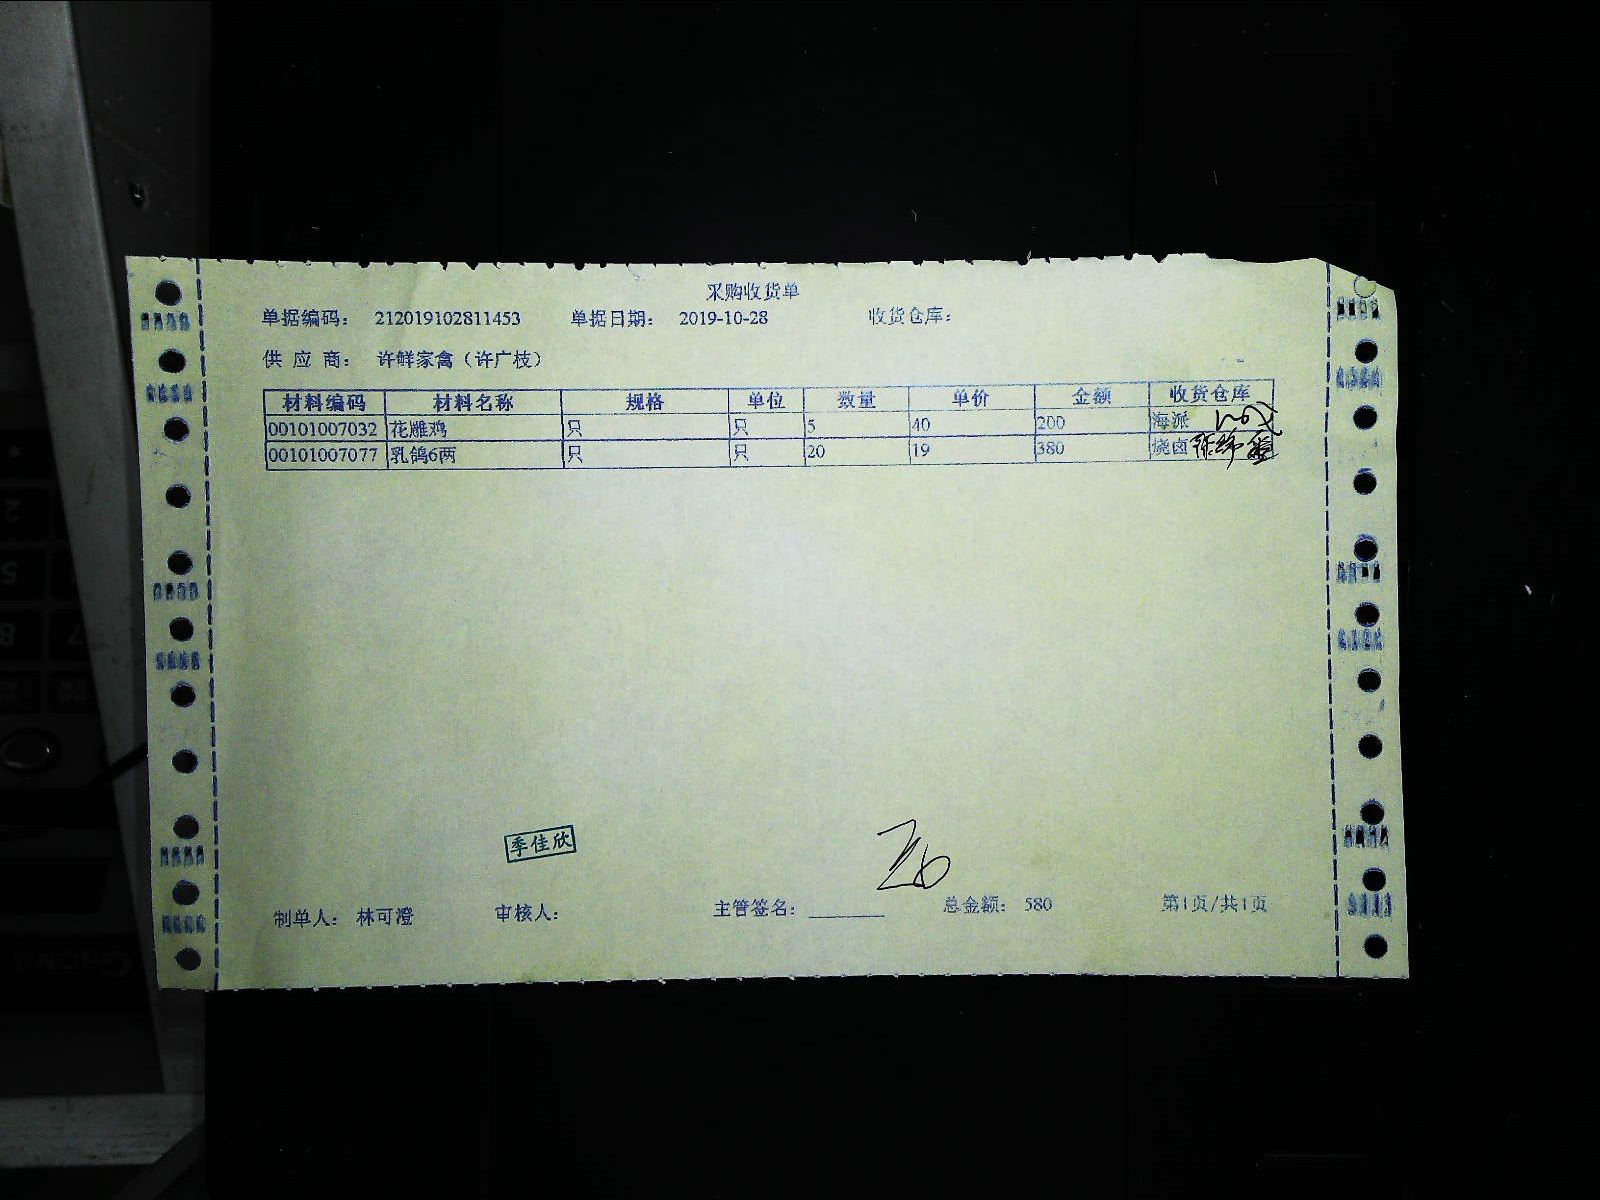 采购收货单
单据编码： 212019102811453 单据日期： 2019-10-28 收货仓库：
供 应 商： 许鲜家禽（许广枝）
材料编码 材料名称 规格 单位 数量 单价 金额 收货仓库
00101007032 花雕鸡 只 只 5 40 200 海派
00101007077 乳鸽6两 只 只 20 19 380 烧卤
季佳欣
制单人： 林可澄 审核人： 主管签名： ________ 总金额： 580 第1页/共1页